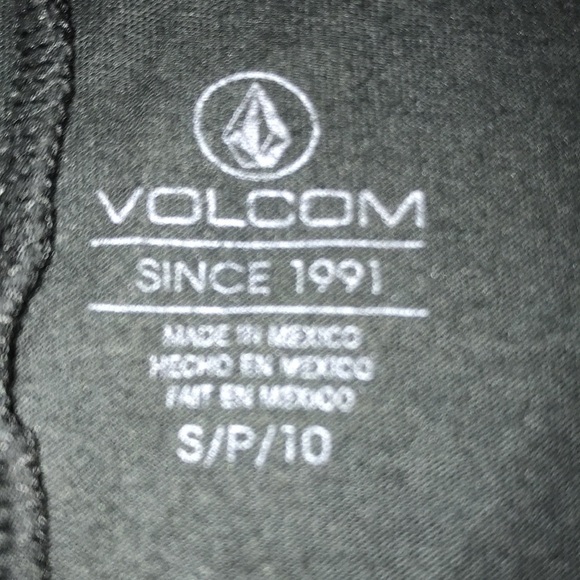 VOLCOM
SINCE 1991
MADE IN MEXICO
HECHO EN MEXICO
FAIT EN MEXICO
S/P/10